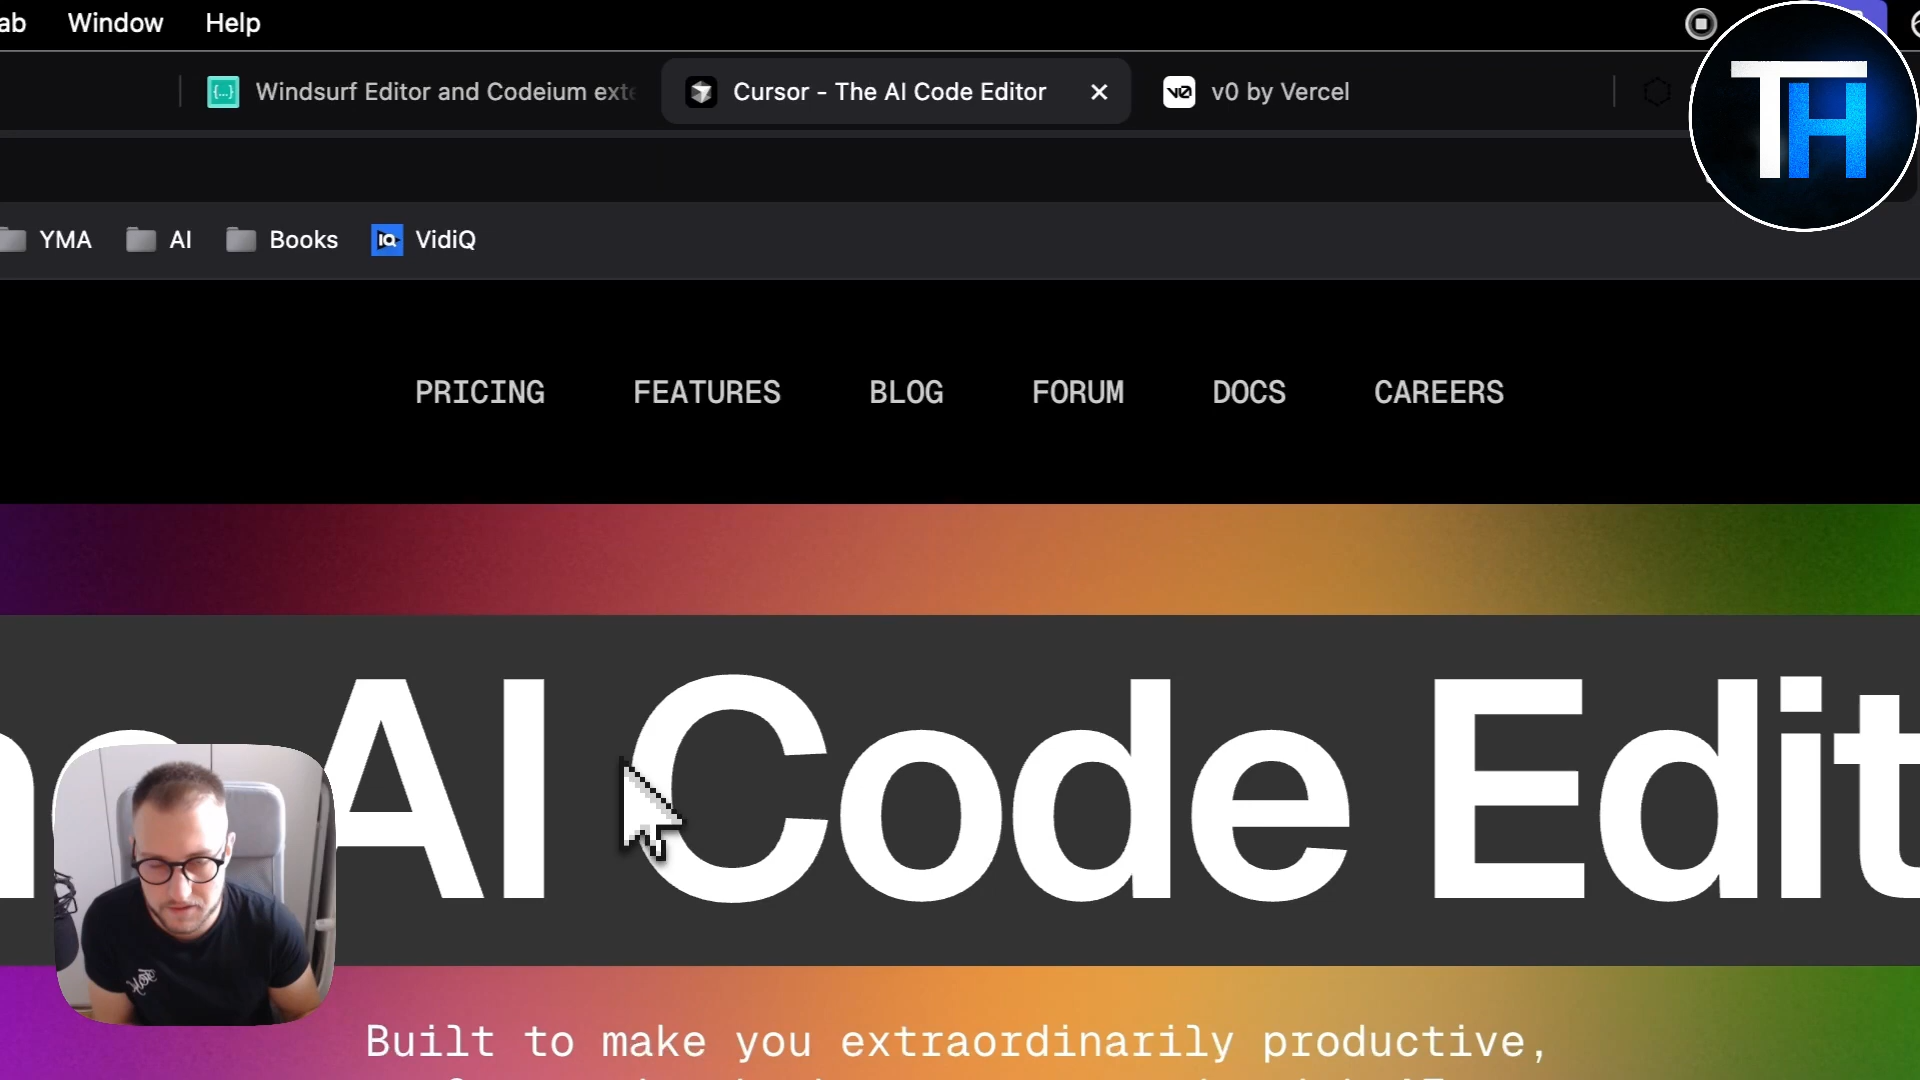 ab Window Help
Windsurf Editor and Codeium exte
Cursor - The AI Code Editor
v0 by Vercel
TH
YMA AI Books VidiQ
PRICING FEATURES BLOG FORUM DOCS CAREERS
AI Code Edit
Built to make you extraordinarily productive,